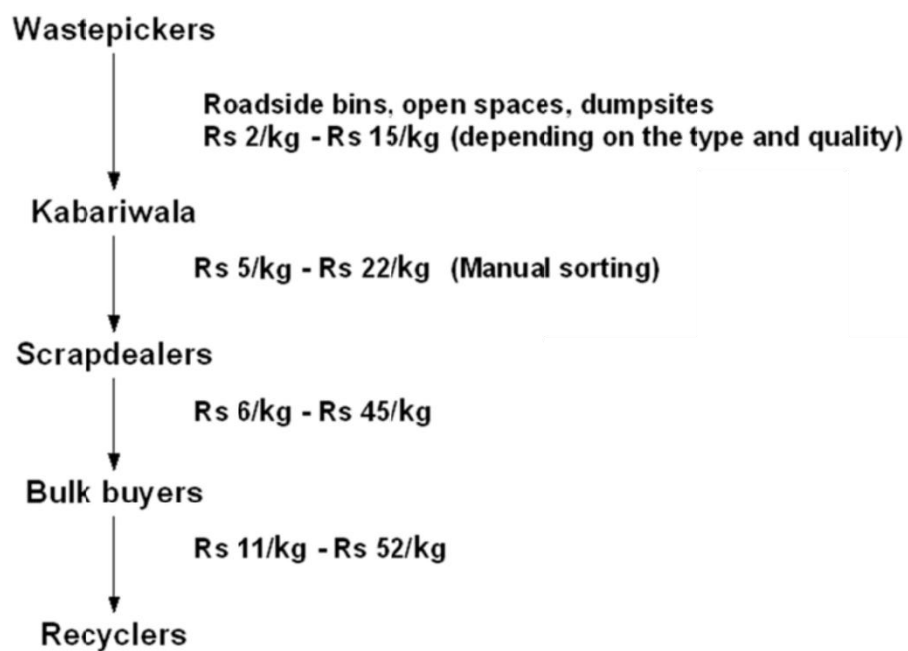 Wastepickers
Roadside bins, open spaces, dumpsites
Rs 2/kg - Rs 15/kg (depending on the type and quality)
Kabariwala
Rs 5/kg - Rs 22/kg (Manual sorting)
Scrapdealers
Rs 6/kg - Rs 45/kg
Bulk buyers
Rs 11/kg - Rs 52/kg
Recyclers